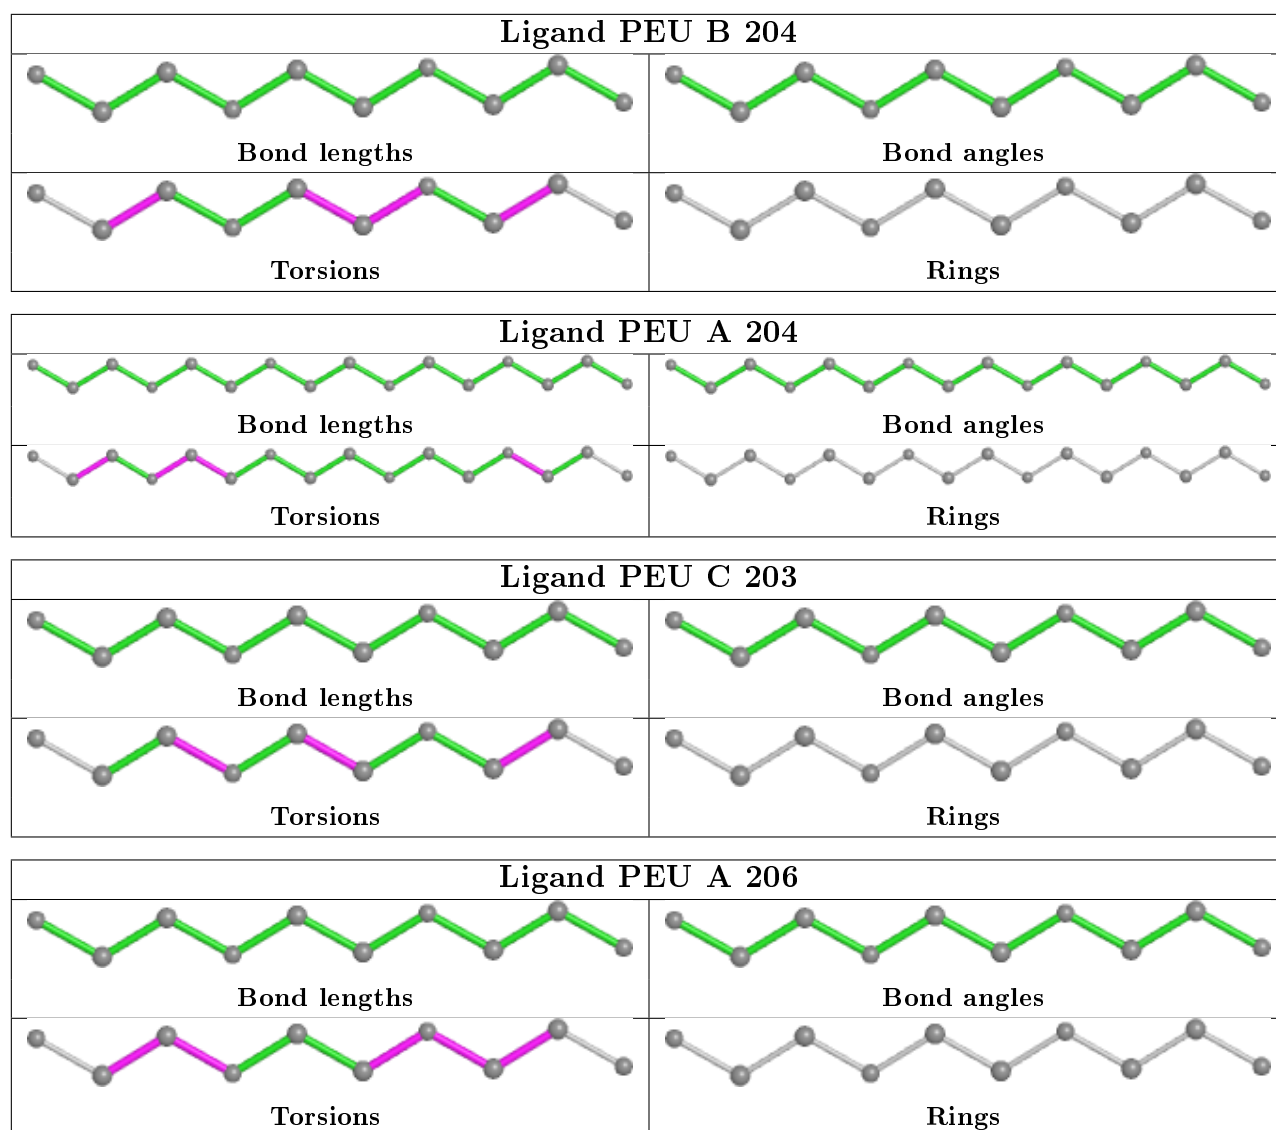 Ligand PEU B 204
Bond lengths
Bond angles
Torsions
Rings
Ligand PEU A 204
Bond lengths
Bond angles
Torsions
Rings
Ligand PEU C 203
Bond lengths
Bond angles
Torsions
Rings
Ligand PEU A 206
Bond lengths
Bond angles
Torsions
Rings